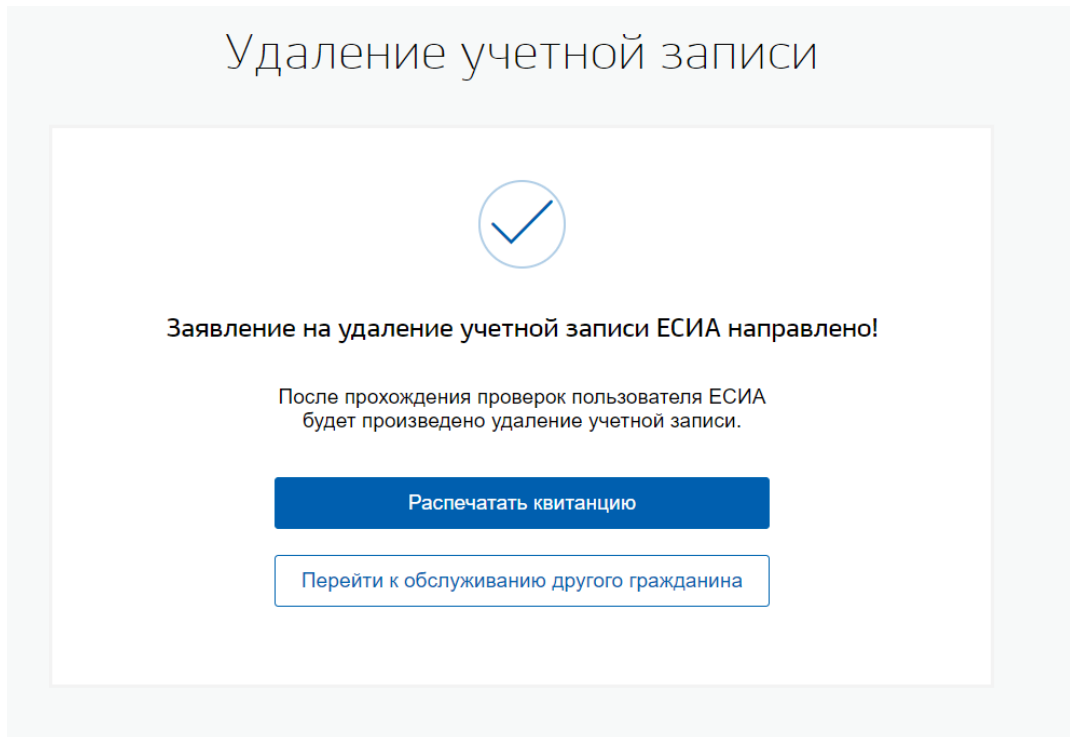 Удаление учетной записи
Заявление на удаление учетной записи ЕСИА направлено!
После прохождения проверок пользователя ЕСИА
будет произведено удаление учетной записи.
Распечатать квитанцию
Перейти к обслуживанию другого гражданина